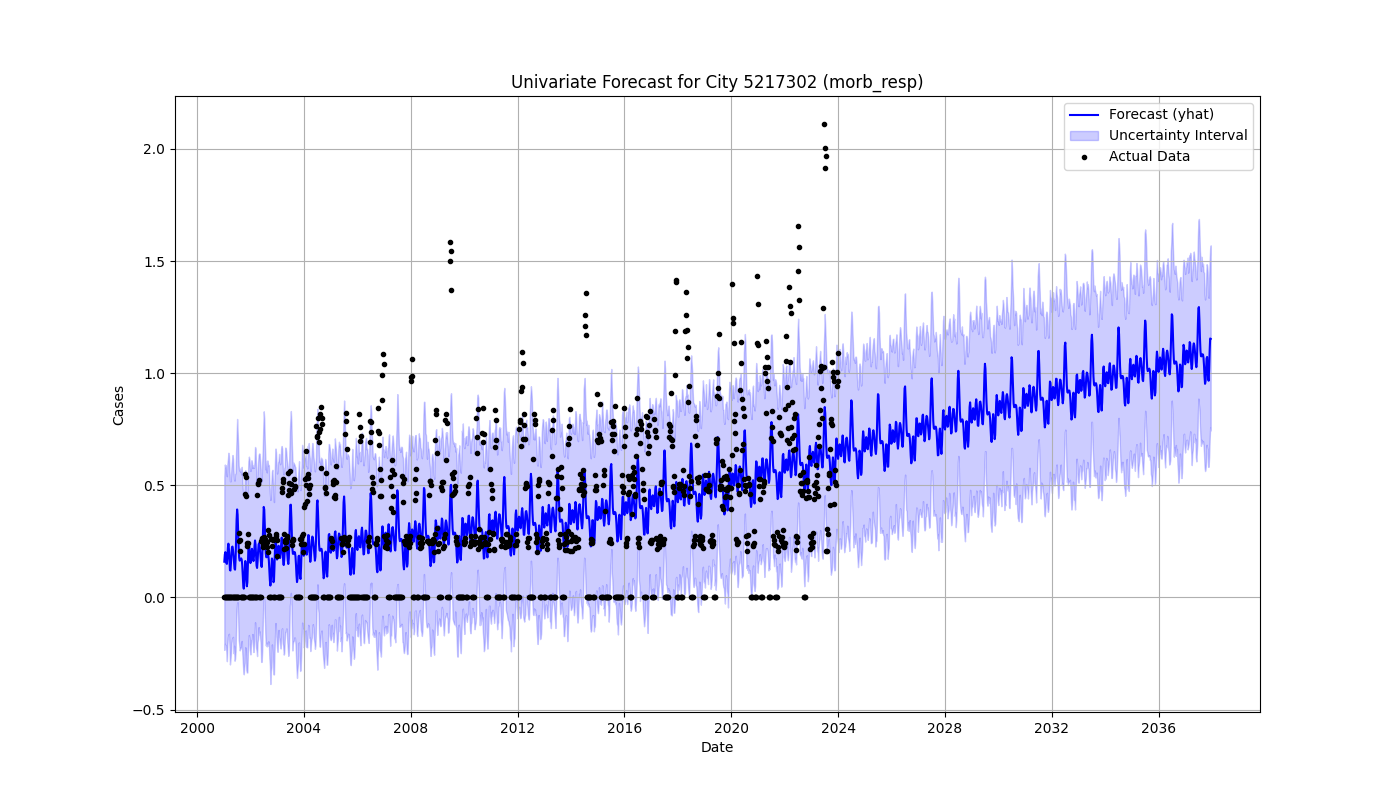 Univariate Forecast for City 5217302 (morb_resp)
Forecast (yhat)
Uncertainty Interval
Actual Data
Cases
2.0
1.5
1.0
0.5
0.0
−0.5
2000 2004 2008 2012 2016 2020 2024 2028 2032 2036
Date